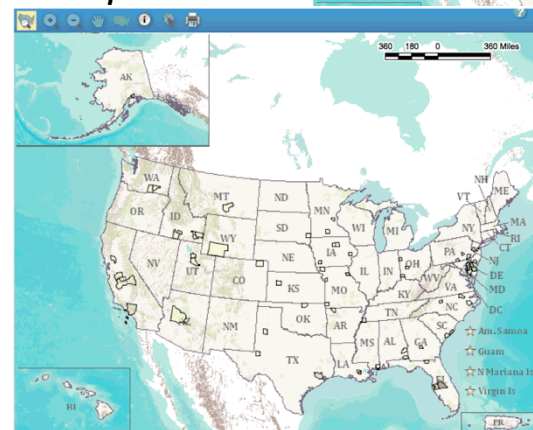 ?
360 180 0 360 Miles
AK
WA
MT
ND
MN
VT
NH
ME
OR
ID
SD
WI
MI
NY
MA
RI
CT
WY
NE
IA
PA
NJ
NV
UT
CO
IL
IN
OH
WV
DE
MD
KS
MO
KY
VA
DC
NC
OK
AR
TN
SC
NM
MS
AL
GA
TX
LA
FL
Am. Samoa
Guam
N Mariana Is
Virgin Is
HI
PR